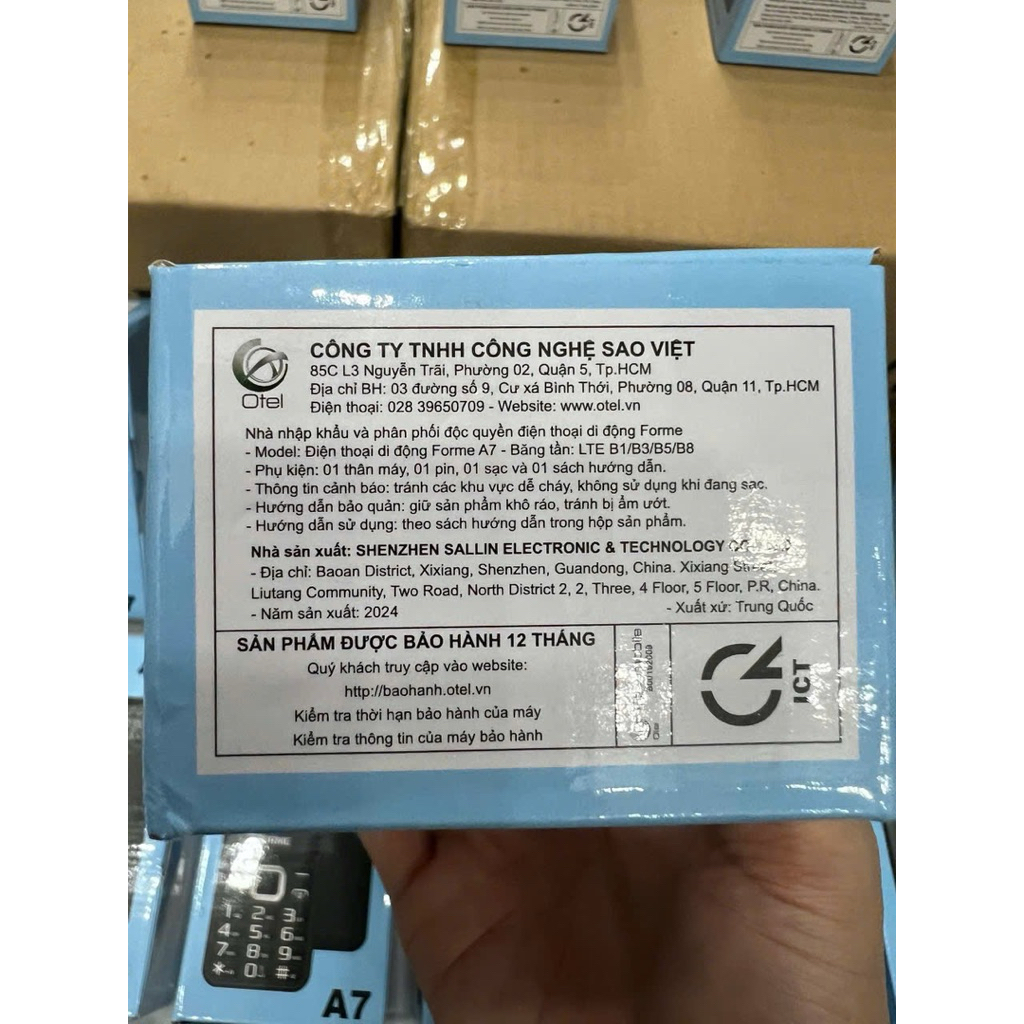 Otel
CÔNG TY TNHH CÔNG NGHỆ SAO VIỆT
85C L3 Nguyễn Trãi, Phường 02, Quận 5, Tp.HCM
Địa chỉ BH: 03 đường số 9, Cư xá Bình Thới, Phường 08, Quận 11, Tp.HCM
Điện thoại: 028 39650709 - Website: www.otel.vn
Nhà nhập khẩu và phân phối độc quyền điện thoại di động Forme
- Model: Điện thoại di động Forme A7 - Băng tần: LTE B1/B3/B5/B8
- Phụ kiện: 01 thân máy, 01 pin, 01 sạc và 01 sách hướng dẫn.
- Thông tin cảnh báo: tránh các khu vực dễ cháy, không sử dụng khi đang sạc.
- Hướng dẫn bảo quản: giữ sản phẩm khô ráo, tránh bị ẩm ướt.
- Hướng dẫn sử dụng: theo sách hướng dẫn trong hộp sản phẩm.
Nhà sản xuất: SHENZHEN SALLIN ELECTRONIC & TECHNOLOGY
- Địa chỉ: Baoan District, Xixiang, Shenzhen, Guandong, China. Xixiang
Liutang Community, Two Road, North District 2, 2, Three, 4 Floor, 5 Floor, P.R, China.
- Năm sản xuất: 2024 - Xuất xứ: Trung Quốc
SẢN PHẨM ĐƯỢC BẢO HÀNH 12 THÁNG
Quý khách truy cập vào website:
http://baohanh.otel.vn
Kiểm tra thời hạn bảo hành của máy
Kiểm tra thông tin của máy bảo hành
ICT
1 2 3
4 5 6
7 8 9
* 0 #
A7